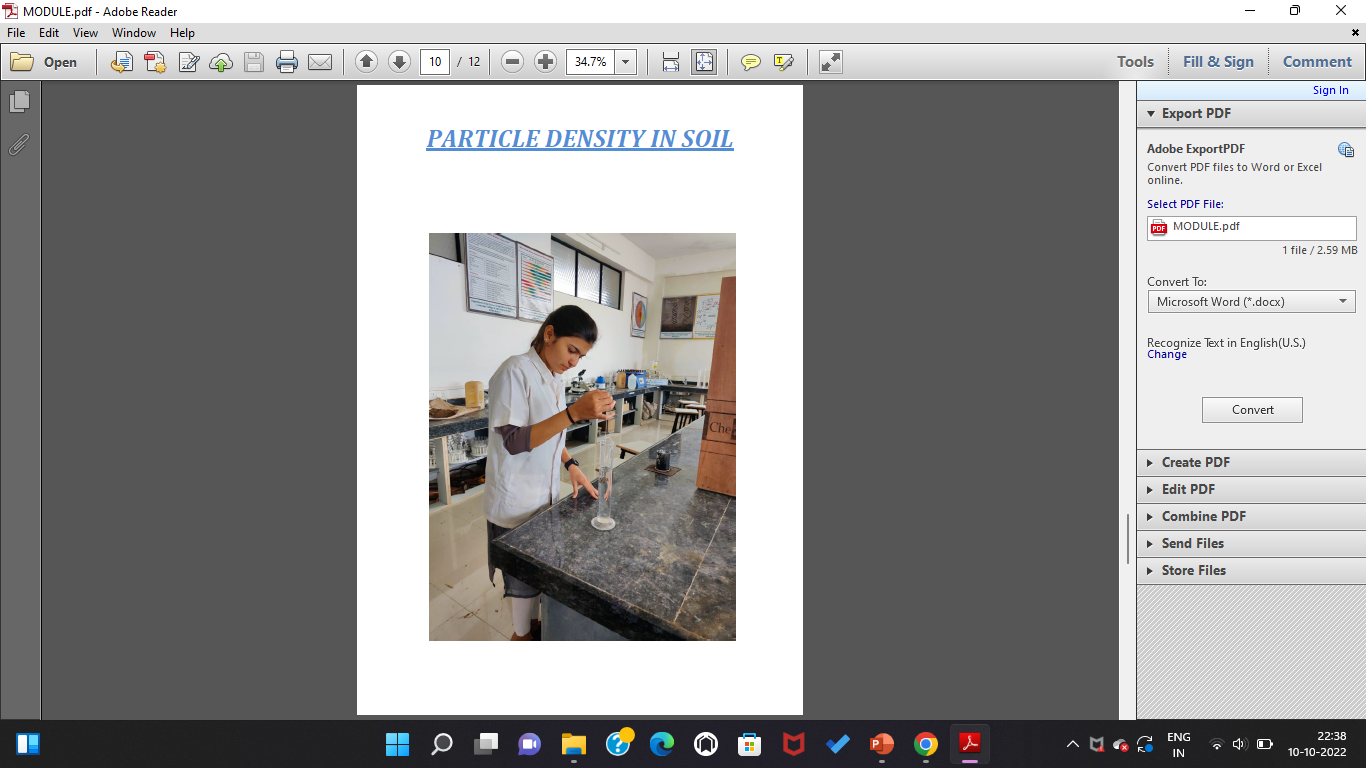 MODULE.pdf - Adobe Reader
File Edit View Window Help
Open 10 / 12 34.7% Tools Fill & Sign Comment
Sign In
Export PDF
Adobe ExportPDF
Convert PDF files to Word or Excel
online.
Select PDF File:
MODULE.pdf
1 file / 2.59 MB
Convert To:
Microsoft Word (*.docx)
Recognize Text in English(U.S.)
Change
Convert
Create PDF
Edit PDF
Combine PDF
Send Files
Store Files
PARTICLE DENSITY IN SOIL
Che
ENG
IN
22:38
10-10-2022